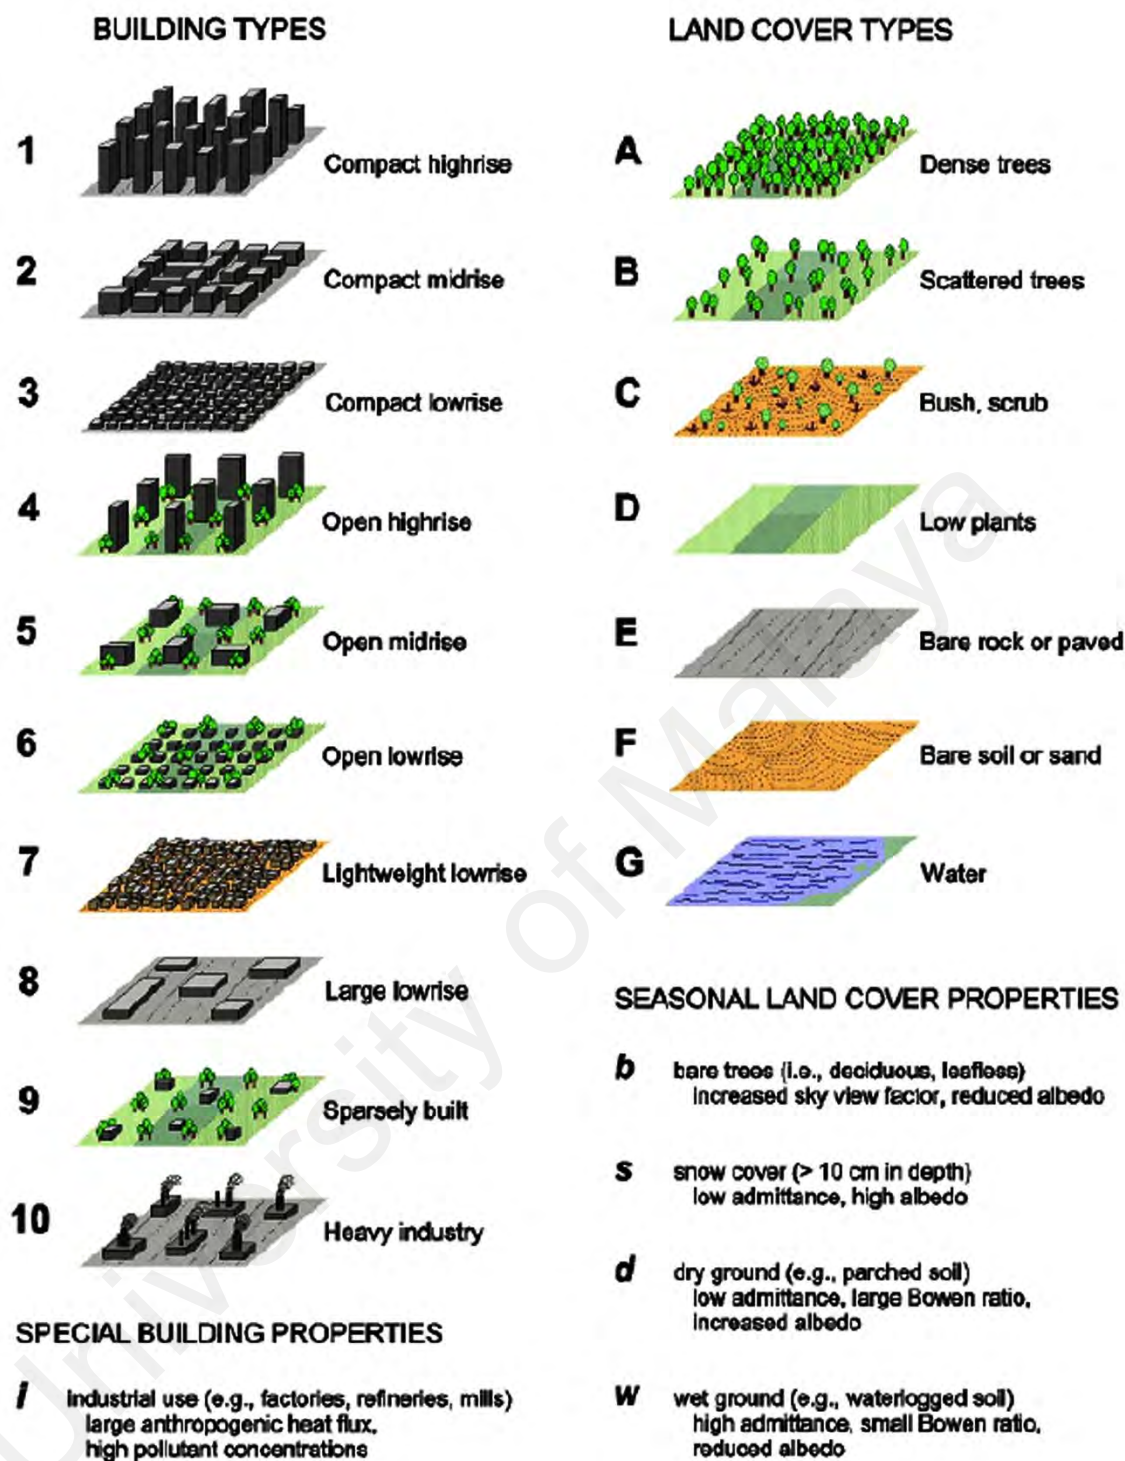 BUILDING TYPES
1 Compact highrise
2 Compact midrise
3 Compact lowrise
4 Open highrise
5 Open midrise
6 Open lowrise
7 Lightweight lowrise
8 Large lowrise
9 Sparsely built
10 Heavy industry
SPECIAL BUILDING PROPERTIES
i industrial use (e.g., factories, refineries, mills)
large anthropogenic heat flux,
high pollutant concentrations
LAND COVER TYPES
A Dense trees
B Scattered trees
C Bush, scrub
D Low plants
E Bare rock or paved
F Bare soil or sand
G Water
SEASONAL LAND COVER PROPERTIES
b bare trees (i.e., deciduous, leafless)
increased sky view factor, reduced albedo
s snow cover (> 10 cm in depth)
low admittance, high albedo
d dry ground (e.g., parched soil)
low admittance, large Bowen ratio,
increased albedo
w wet ground (e.g., waterlogged soil)
high admittance, small Bowen ratio,
reduced albedo
University of Malaya